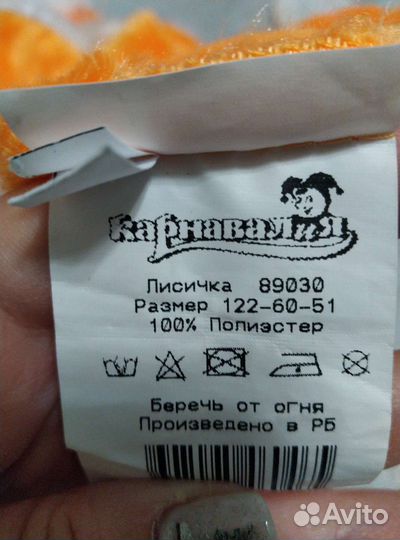 Карнавалия
Лисичка 89030
Размер 122-60-51
100% Полиэстер
Беречь от огня
Произведено в РБ
Avito